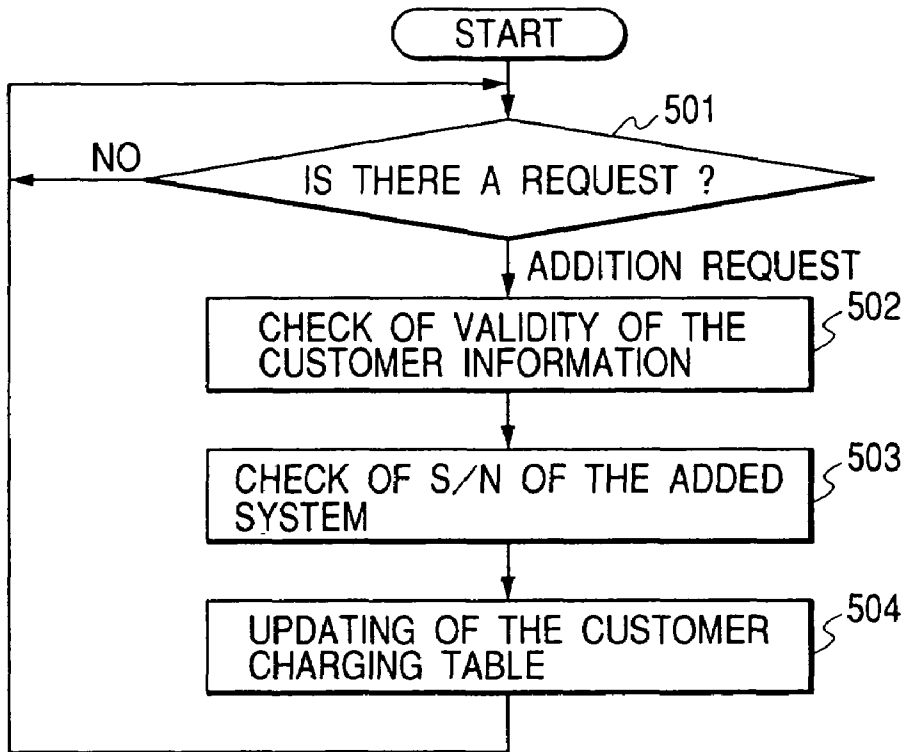 START
501
NO
IS THERE A REQUEST ?
ADDITION REQUEST
502
CHECK OF VALIDITY OF THE
CUSTOMER INFORMATION
503
CHECK OF S/N OF THE ADDED
SYSTEM
504
UPDATING OF THE CUSTOMER
CHARGING TABLE